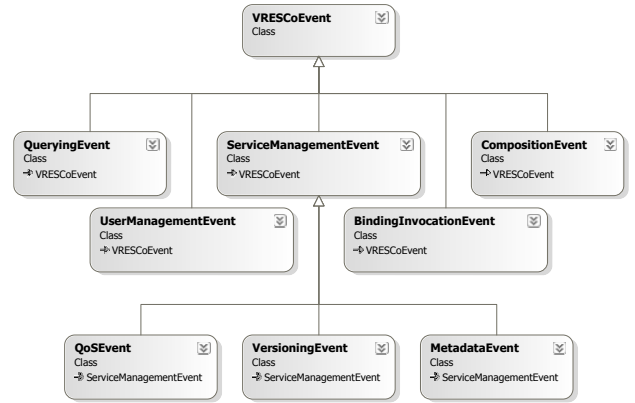 VRESCoEvent
Class
QueryingEvent
Class
VRESCoEvent
ServiceManagementEvent
Class
VRESCoEvent
CompositionEvent
Class
VRESCoEvent
UserManagementEvent
Class
VRESCoEvent
BindingInvocationEvent
Class
VRESCoEvent
QoSEvent
Class
ServiceManagementEvent
VersioningEvent
Class
ServiceManagementEvent
MetadataEvent
Class
ServiceManagementEvent